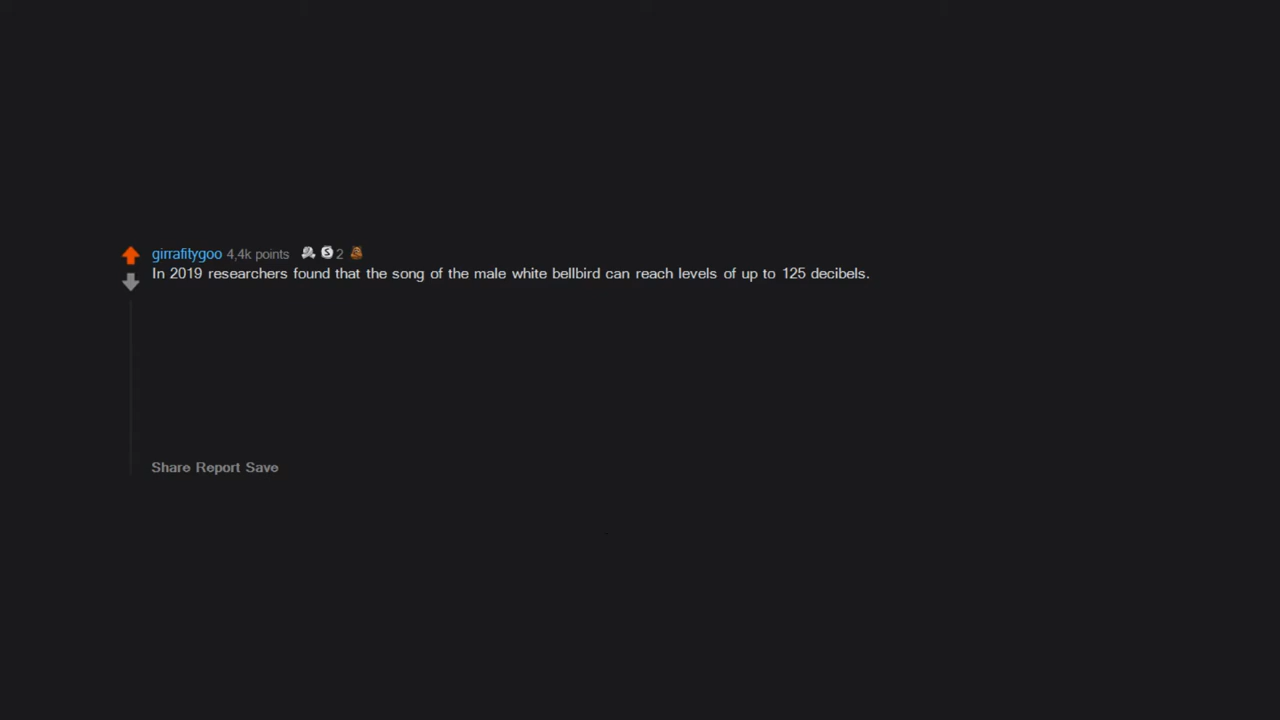 girrafitygoo 4,4k points S 2
In 2019 researchers found that the song of the male white bellbird can reach levels of up to 125 decibels.
Share Report Save